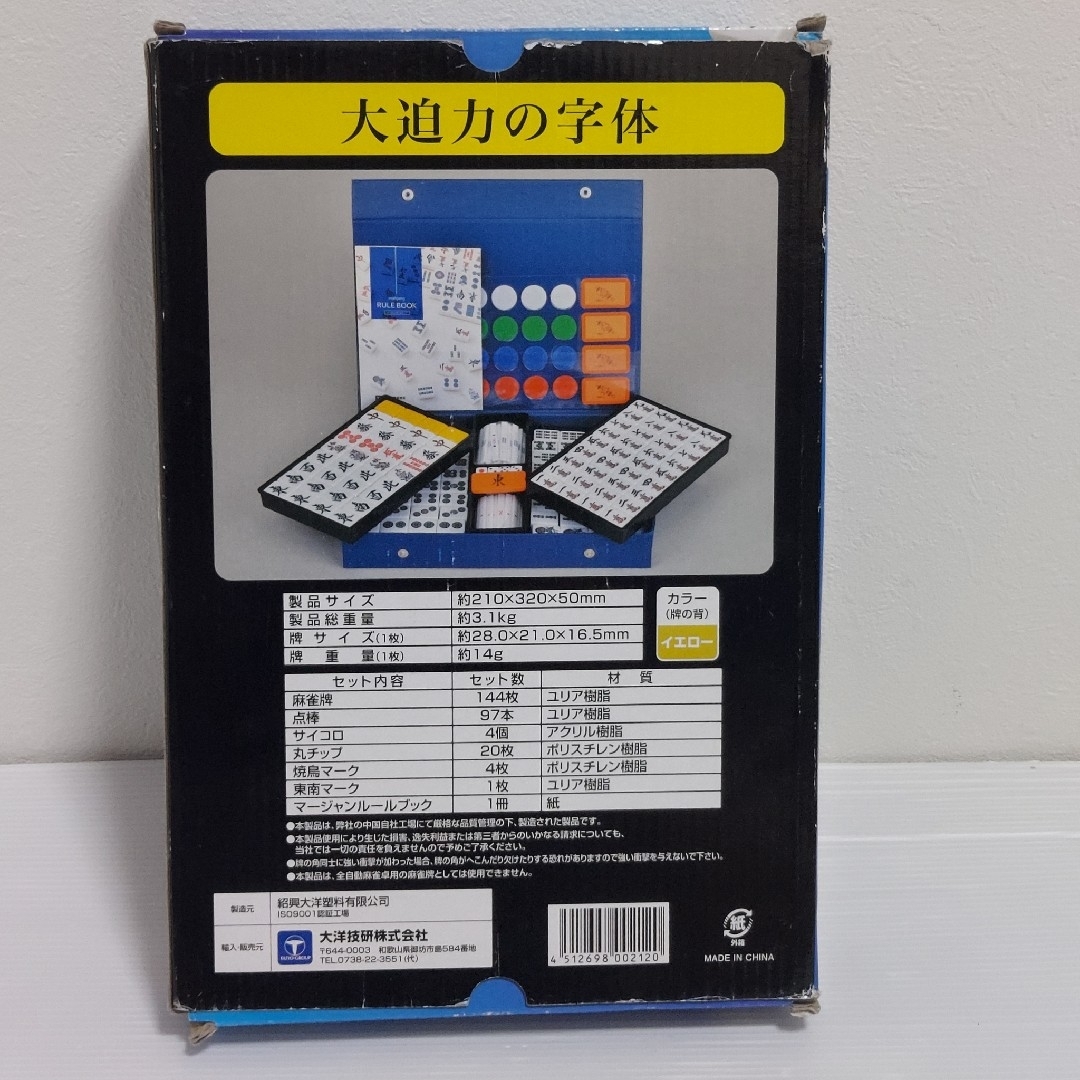 大迫力の字体
RULE BOOK
製品サイズ 約210×320×50mm
製品総重量 約3.1kg
牌サイズ(1枚) 約28.0×21.0×16.5mm
牌重量(1枚) 約14g
カラー
(牌の背)
イエロー
セット内容 セット数 材質
麻雀牌 144枚 ユリア樹脂
点棒 97本 ユリア樹脂
サイコロ 4個 アクリル樹脂
丸チップ 20枚 ポリスチレン樹脂
焼鳥マーク 4枚 ポリスチレン樹脂
東南マーク 1枚 ユリア樹脂
マージャンルールブック 1冊 紙
●本製品は、弊社の中国自社工場にて厳格な品質管理の下、製造された製品です。
●本製品使用により生じた損害、逸失利益または第三者からのいかなる請求についても、
当社では一切の責任を負えませんので予めご了承ください。
●牌の角同士に強い衝撃が加わった場合、牌の角がへこんだり欠けたりする恐れがありますので強い衝撃を与えないで下さい。
●本製品は、全自動麻雀卓用の麻雀牌としては使用できません。
製造元 紹興大洋塑料有限公司
ISO9001認証工場
輸入・販売元 大洋技研株式会社
〒644-0003 和歌山県御坊市島584番地
TEL.0738-22-3551(代)
4 512698 002120
紙
外箱
MADE IN CHINA